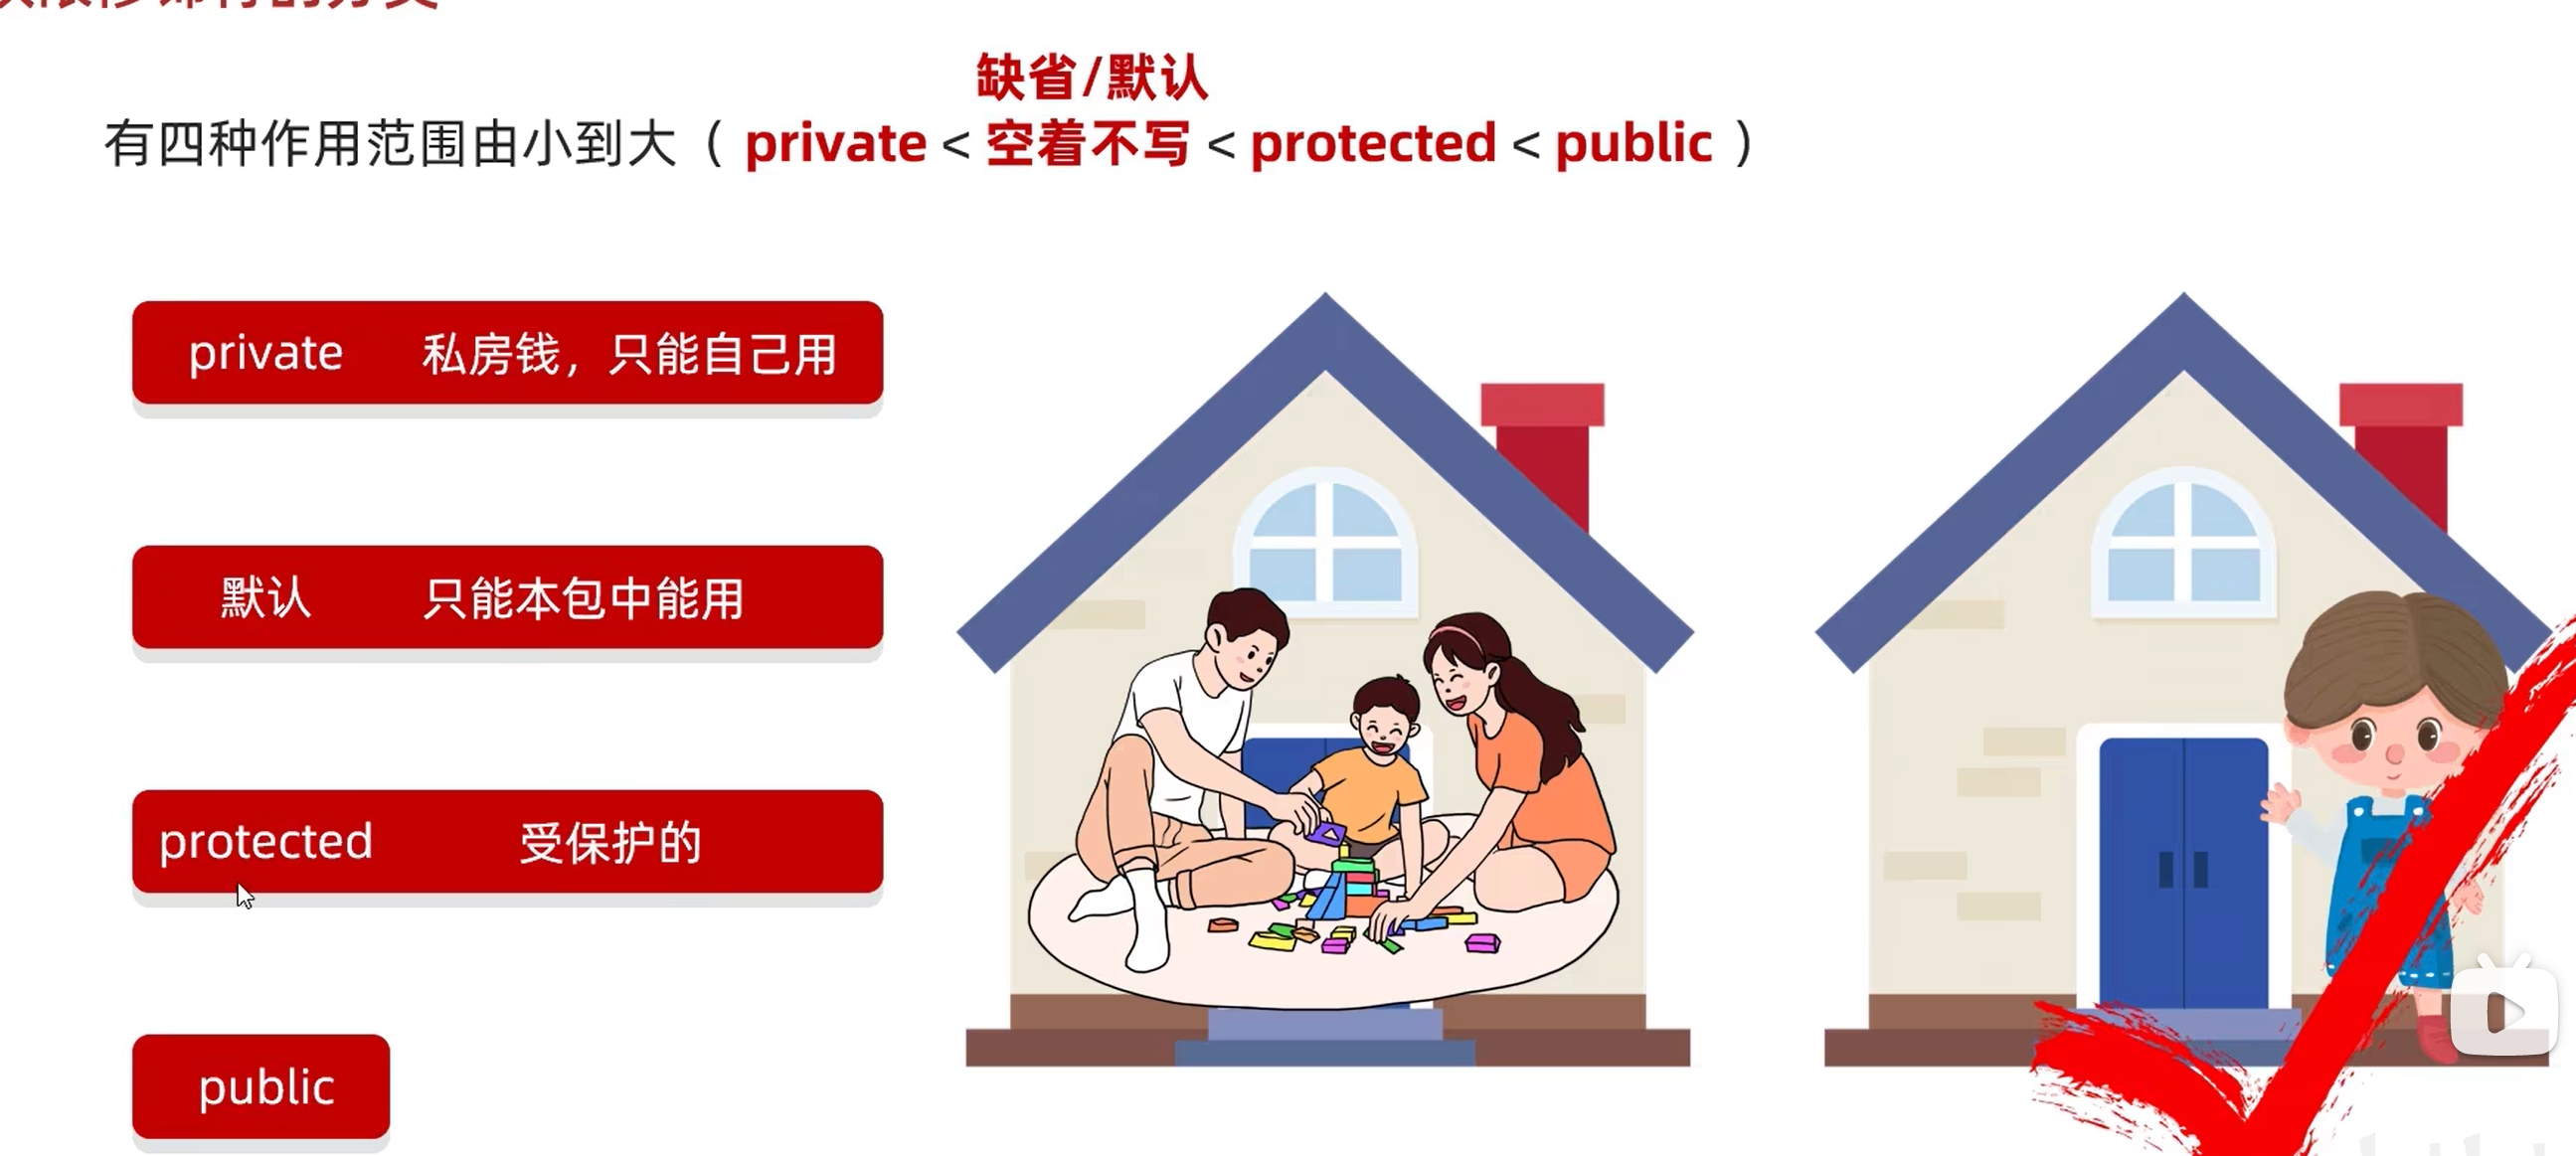 缺省/默认
有四种作用范围由小到大（ private < 空着不写 < protected < public ）
private 私房钱，只能自己用
默认 只能本包中能用
protected 受保护的
public